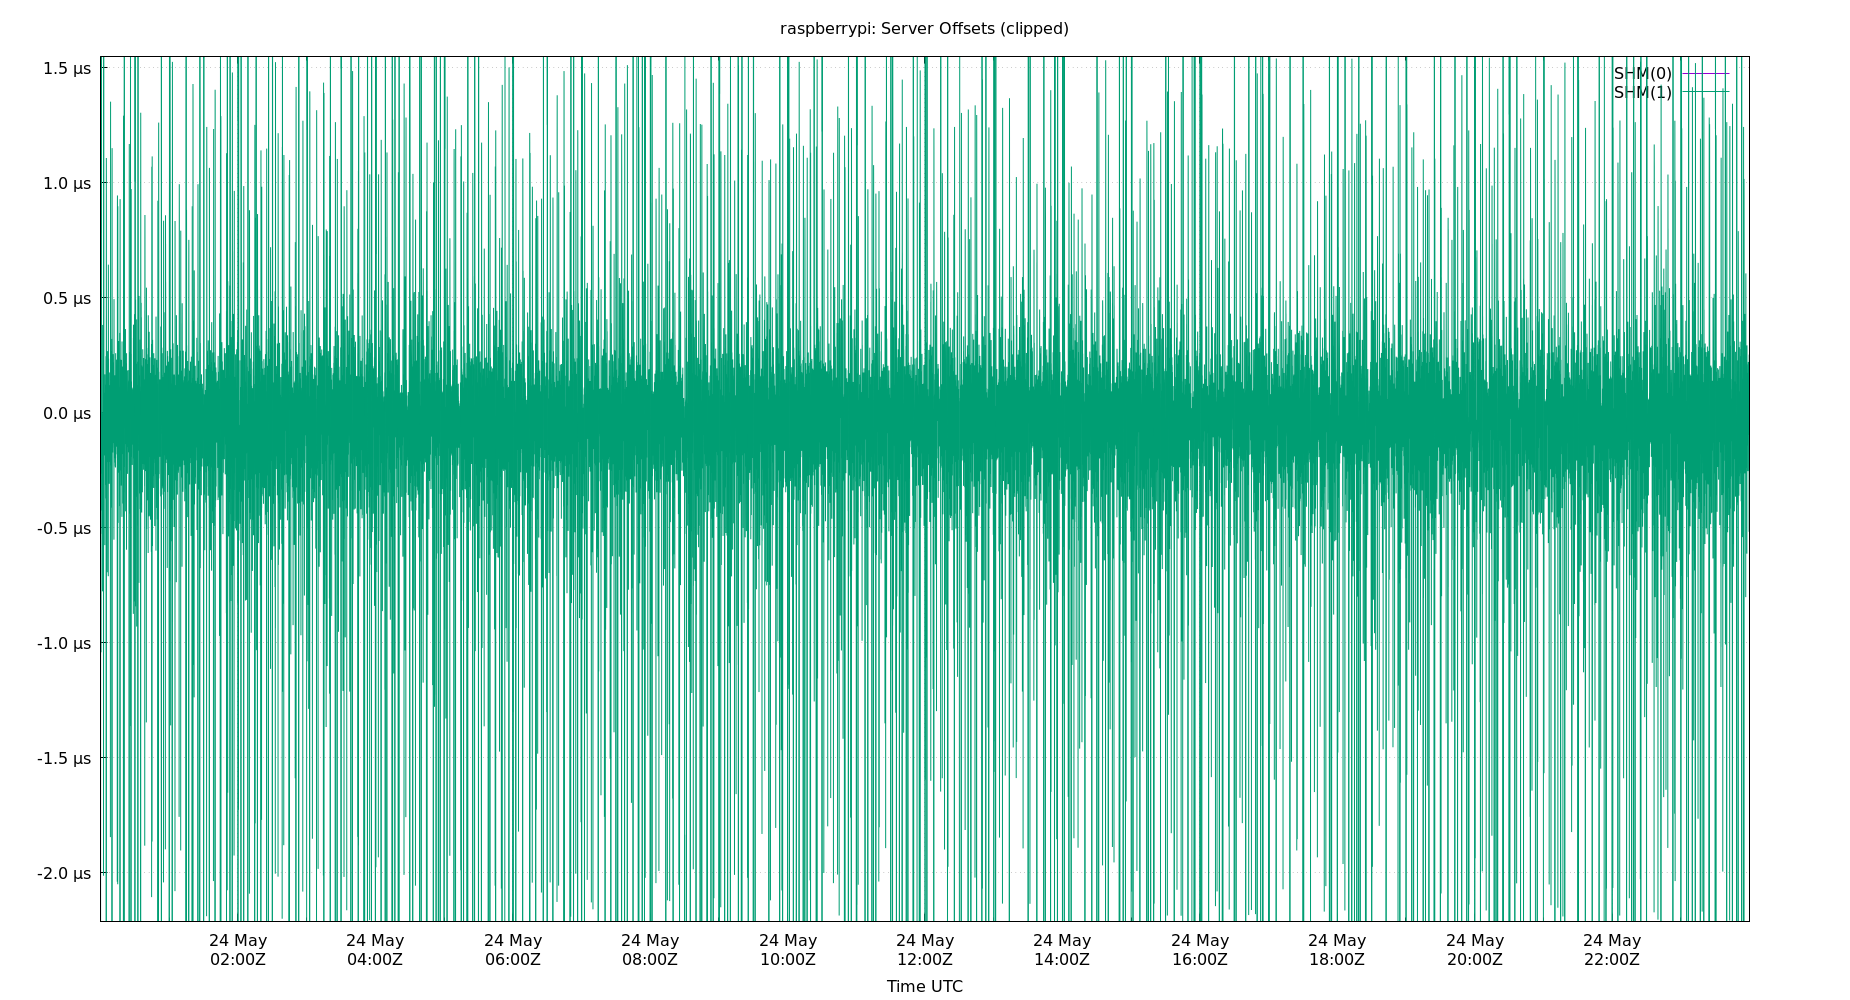 raspberrypi: Server Offsets (clipped)
1.5 µs
SHM(0)
SHM(1)
1.0 µs
0.5 µs
0.0 µs
-0.5 µs
-1.0 µs
-1.5 µs
-2.0 µs
24 May 24 May 24 May 24 May 24 May 24 May 24 May 24 May 24 May 24 May 24 May
02:00Z 04:00Z 06:00Z 08:00Z 10:00Z 12:00Z 14:00Z 16:00Z 18:00Z 20:00Z 22:00Z
Time UTC